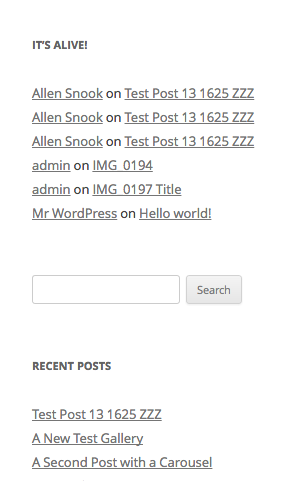 IT'S ALIVE!
Allen Snook on Test Post 13 1625 ZZZ
Allen Snook on Test Post 13 1625 ZZZ
Allen Snook on Test Post 13 1625 ZZZ
admin on IMG_0194
admin on IMG_0197 Title
Mr WordPress on Hello world!
Search
RECENT POSTS
Test Post 13 1625 ZZZ
A New Test Gallery
A Second Post with a Carousel